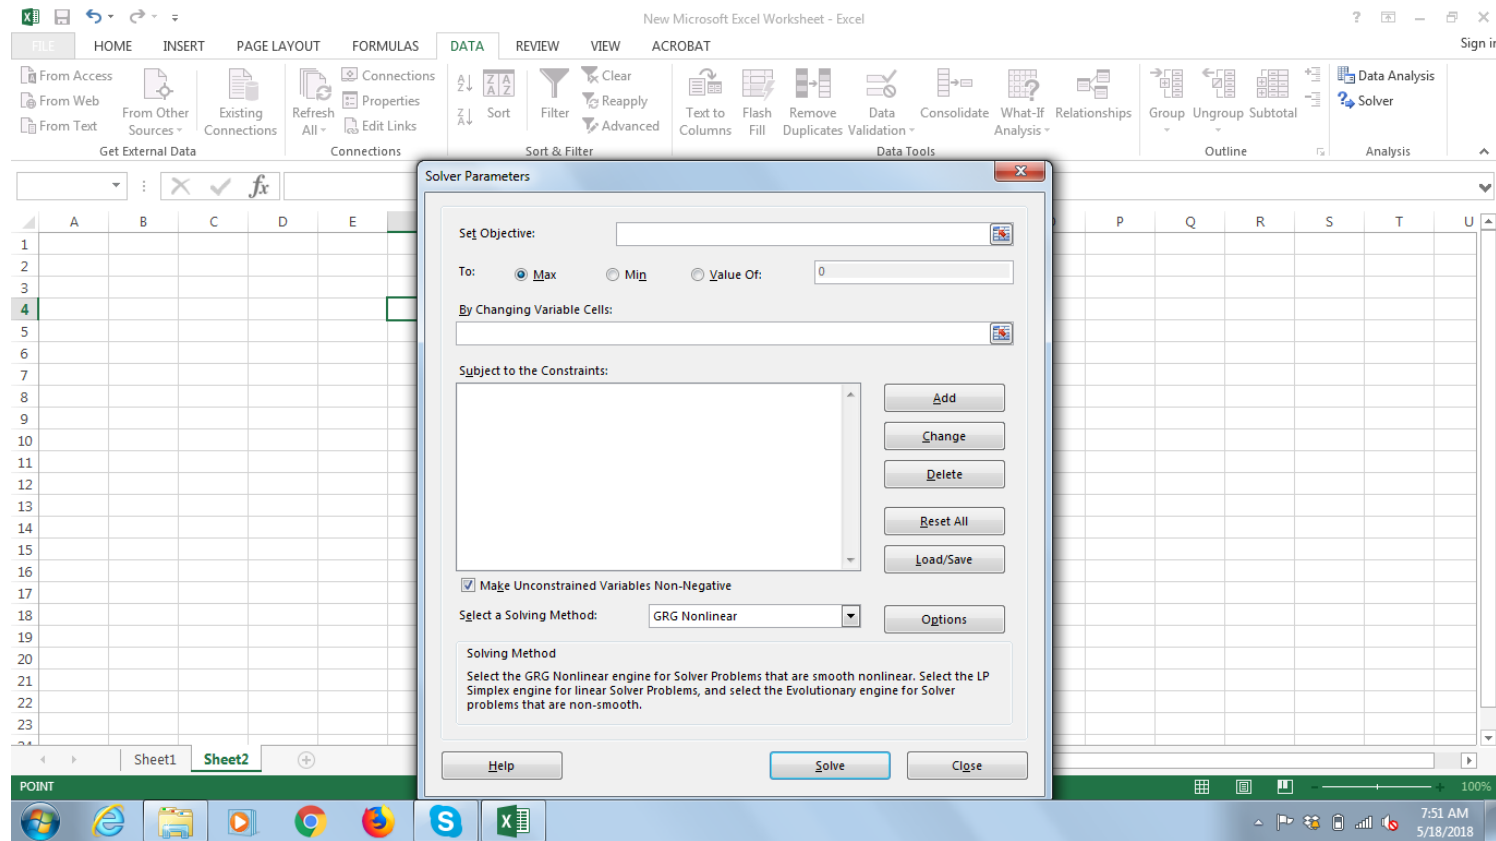 New Microsoft Excel Worksheet - Excel
FILE HOME INSERT PAGE LAYOUT FORMULAS DATA REVIEW VIEW ACROBAT
Sign in
From Access
From Web
From Text
From Other
Sources
Existing
Connections
Get External Data
Refresh
All
Connections
Properties
Edit Links
Connections
Sort
Filter
Clear
Reapply
Advanced
Sort & Filter
Text to
Columns
Flash
Fill
Remove
Duplicates
Data
Validation
Consolidate
What-If
Analysis
Relationships
Data Tools
Group
Ungroup
Subtotal
Outline
Data Analysis
Solver
Analysis
fx
A B C D E P Q R S T U
1
2
3
4
5
6
7
8
9
10
11
12
13
14
15
16
17
18
19
20
21
22
23
24
Solver Parameters
Set Objective:
To: Max Min Value Of: 0
By Changing Variable Cells:
Subject to the Constraints:
Add
Change
Delete
Reset All
Load/Save
Make Unconstrained Variables Non-Negative
Select a Solving Method: GRG Nonlinear
Options
Solving Method
Select the GRG Nonlinear engine for Solver Problems that are smooth nonlinear. Select the LP
Simplex engine for linear Solver Problems, and select the Evolutionary engine for Solver
problems that are non-smooth.
Help Solve Close
Sheet1 Sheet2
POINT
100%
7:51 AM
5/18/2018